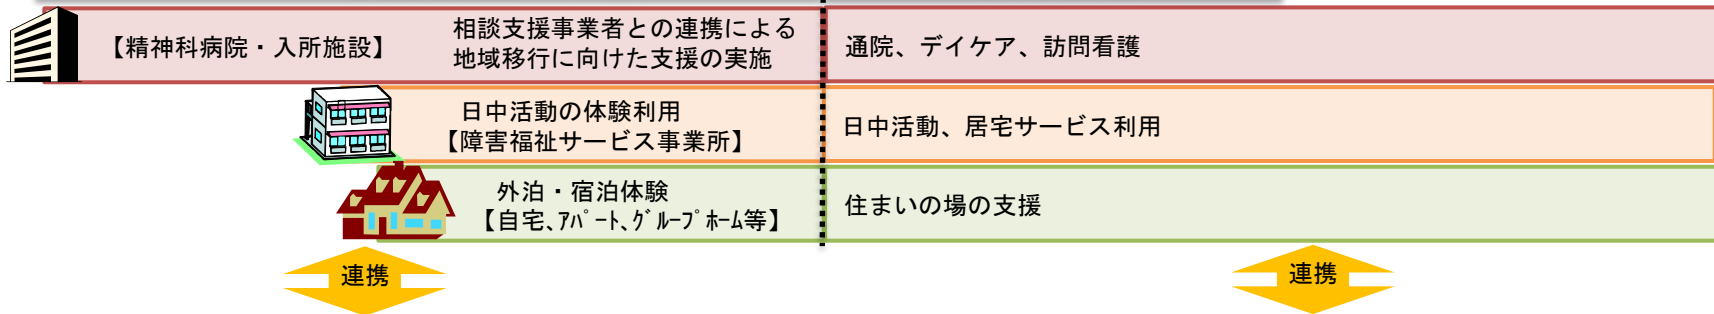 【精神科病院・入所施設】
相談支援事業者との連携による
地域移行に向けた支援の実施
通院、デイケア、訪問看護
日中活動の体験利用
【障害福祉サービス事業所】
日中活動、居宅サービス利用
外泊・宿泊体験
【自宅、ｱﾊﾟｰﾄ、ｸﾞﾙｰﾌﾟﾎｰﾑ等】
住まいの場の支援
連携
連携